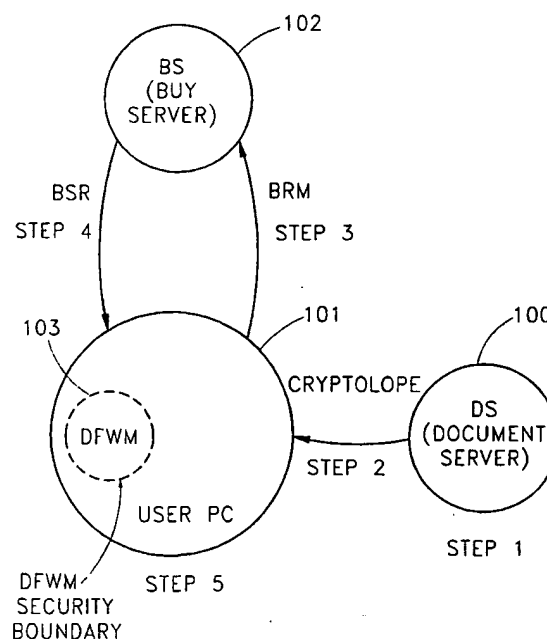 102
BS
(BUY
SERVER)
BSR
BRM
STEP 4
STEP 3
103
101
100
CRYPTOLOPE
DS
(DOCUMENT
SERVER)
DFWM
STEP 2
USER PC
STEP 1
DFWM
SECURITY
BOUNDARY
STEP 5